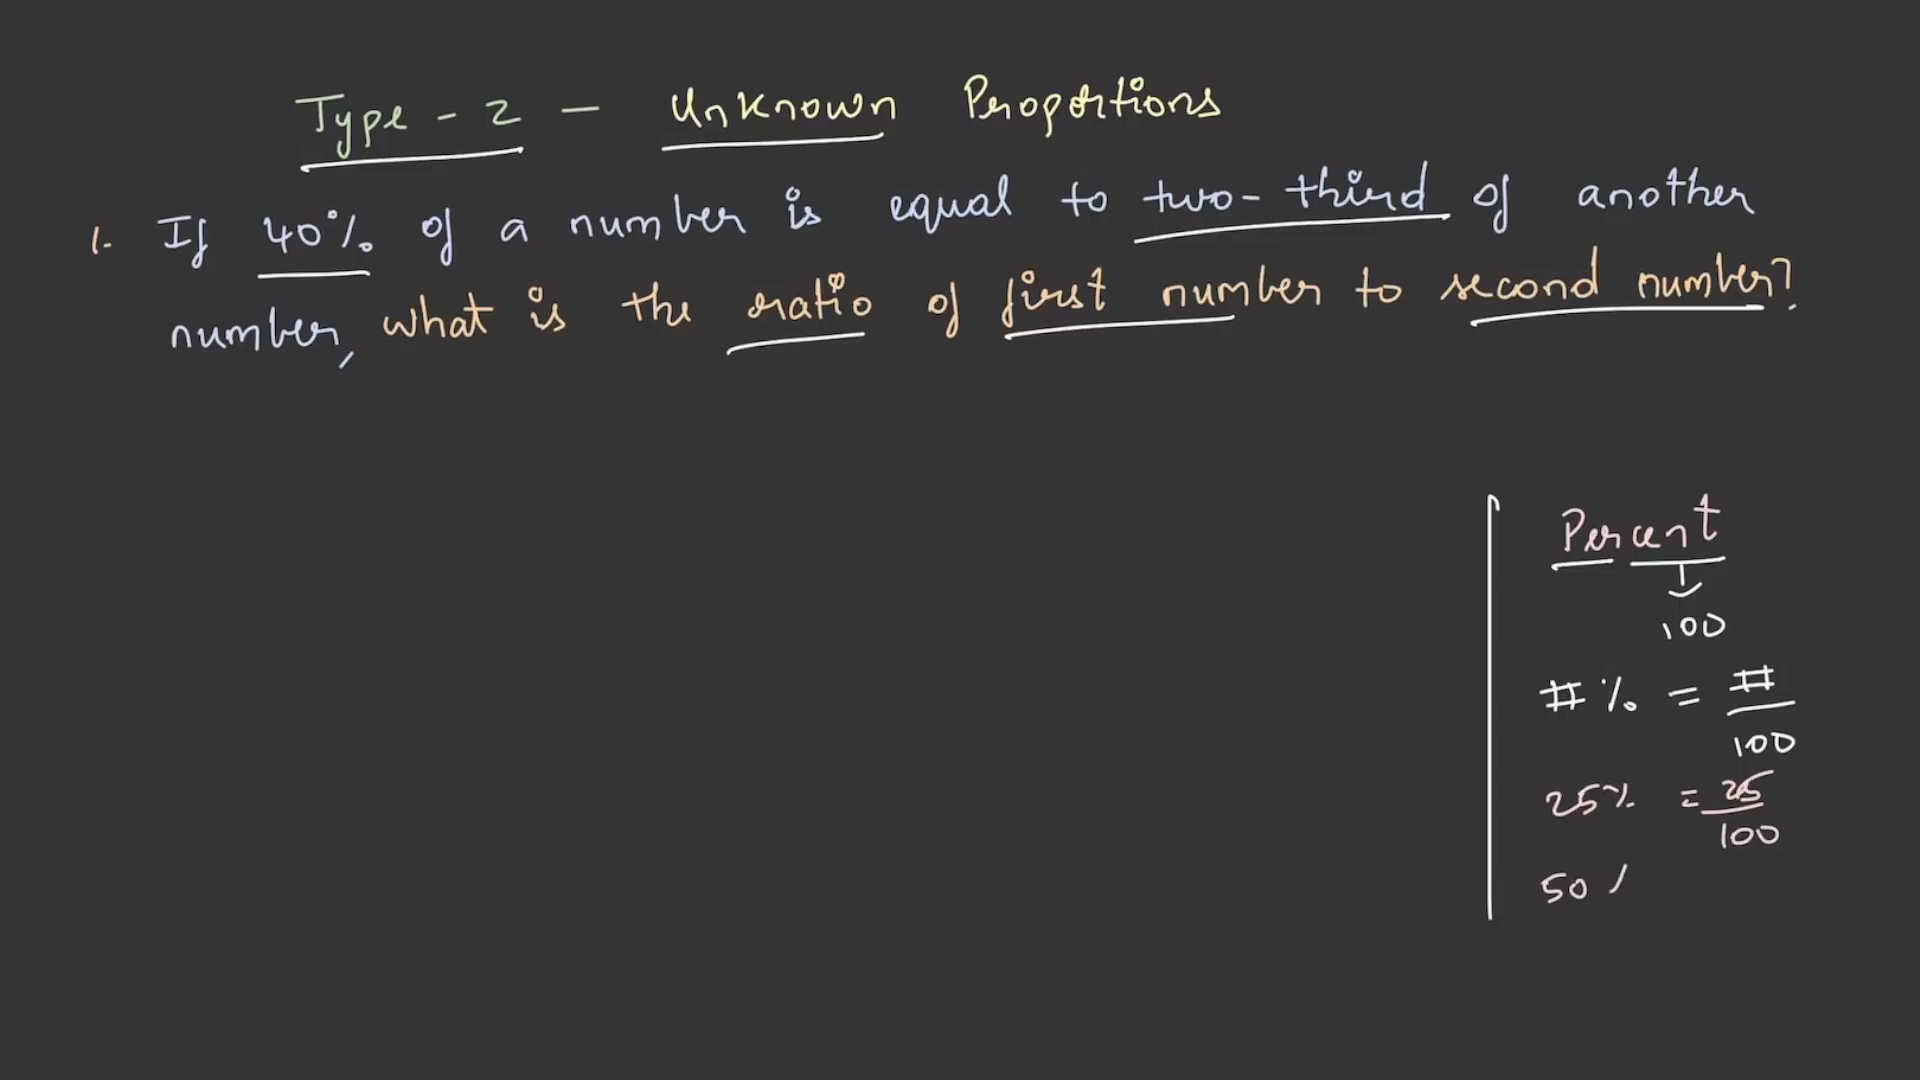 Type - 2 - Unknown Proportions
1. If 40% of a number is equal to two-third of another
number, what is the ratio of first number to second number?
Percent
100
# % = #/100
25% = 25/100
50 /